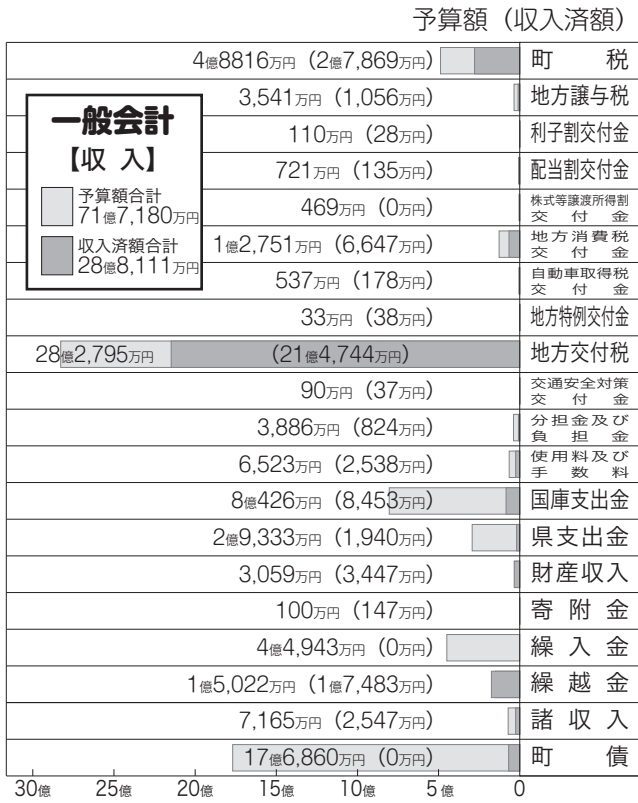 予算額（収入済額）
4億8816万円（2億7,869万円） 町税
3,541万円（1,056万円） 地方譲与税
110万円（28万円） 利子割交付金
721万円（135万円） 配当割交付金
469万円（0万円） 株式等譲渡所得割
交付金
1億2,751万円（6,647万円） 地方消費税
交付金
537万円（178万円） 自動車取得税
交付金
33万円（38万円） 地方特例交付金
28億2,795万円（21億4,744万円） 地方交付税
90万円（37万円） 交通安全対策
交付金
3,886万円（824万円） 分担金及び
負担金
6,523万円（2,538万円） 使用料及び
手数料
8億426万円（8,453万円） 国庫支出金
2億9,333万円（1,940万円） 県支出金
3,059万円（3,447万円） 財産収入
100万円（147万円） 寄附金
4億4,943万円（0万円） 繰入金
1億5,022万円（1億7,483万円） 繰越金
7,165万円（2,547万円） 諸収入
17億6,860万円（0万円） 町債
30億 25億 20億 15億 10億 5億 0
一般会計
【収入】
予算額合計
71億7,180万円
収入済額合計
28億8,111万円